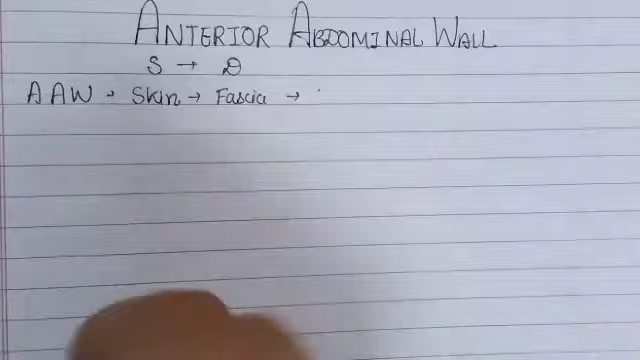 ANTERIOR ABDOMINAL WALL
S → D
AAW → Skin → Fascia →